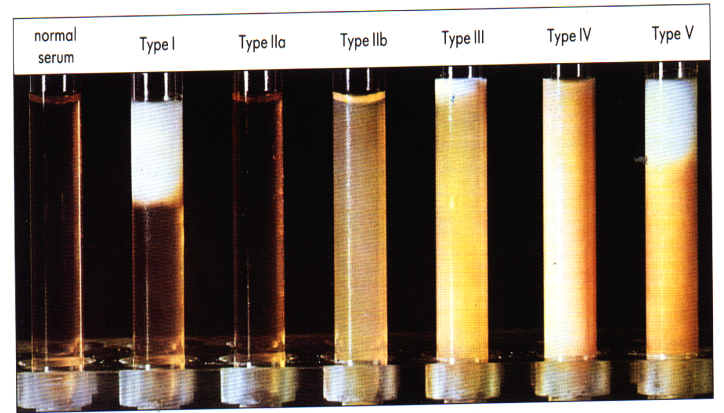 normal
serum
Type I
Type IIa
Type IIb
Type III
Type IV
Type V